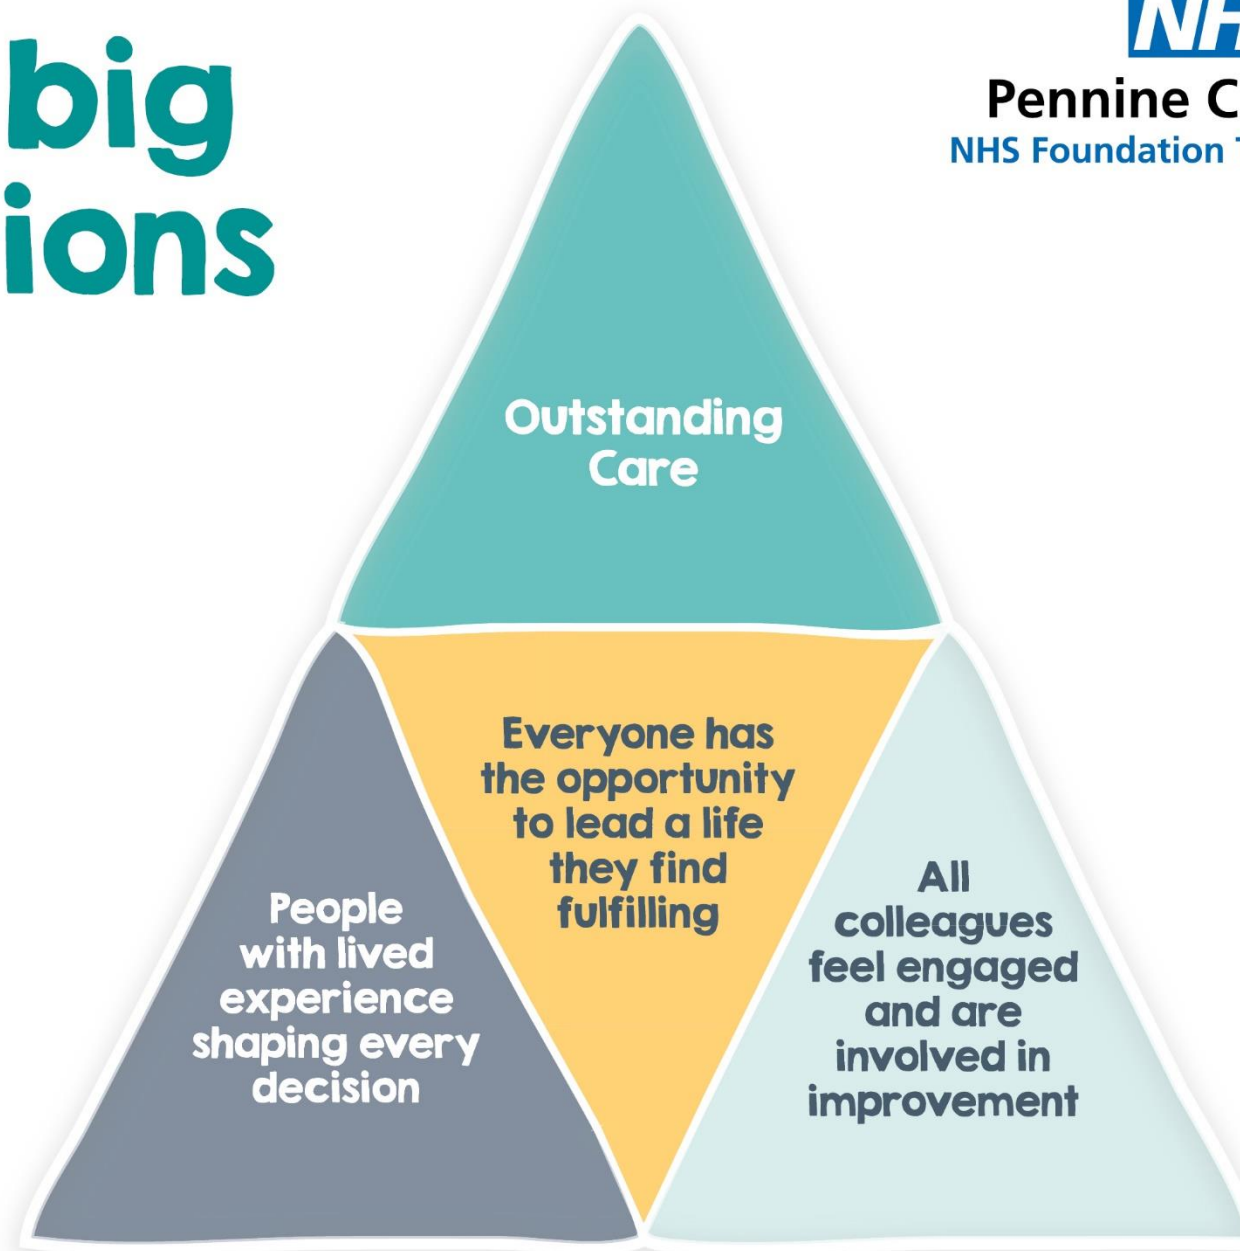 big
ions
NH
Pennine C
NHS Foundation T
Outstanding
Care
Everyone has
the opportunity
to lead a life
they find
fulfilling
People
with lived
experience
shaping every
decision
All
colleagues
feel engaged
and are
involved in
improvement